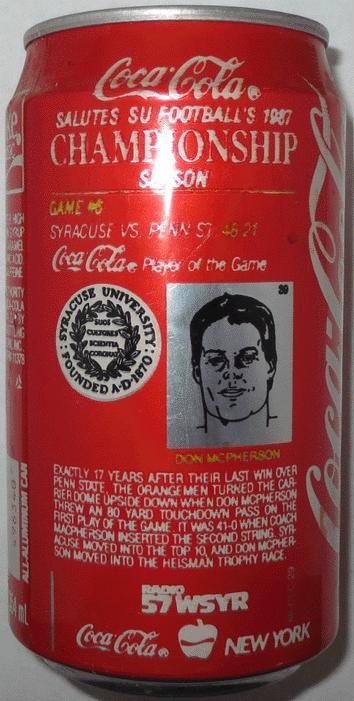 Coca-Cola®
SALUTES SU FOOTBALL'S 1987
CHAMPIONSHIP
SEASON
GAME #6
SYRACUSE VS. PENN ST. 48-21
Coca-Cola® Player of the Game
SYRACUSE UNIVERSITY
FOUNDED A·D·1870
SUOS
CULTORES
SCIENTIA
CORONAT
39
DON MCPHERSON
EXACTLY 17 YEARS AFTER THEIR LAST WIN OVER
PENN STATE, THE ORANGEMEN TURNED THE CAR-
RIER DOME UPSIDE DOWN WHEN DON MCPHERSON
THREW AN 80 YARD TOUCHDOWN PASS ON THE
FIRST PLAY OF THE GAME. IT WAS 41-0 WHEN COACH
MACPHERSON INSERTED THE SECOND STRING. SYR-
ACUSE MOVED INTO THE TOP 10, AND DON MCPHER-
SON MOVED INTO THE HEISMAN TROPHY RACE.
RADIO
57 WSYR
Coca-Cola® NEW YORK
ALL-ALUMINUM CAN
Coca-Cola